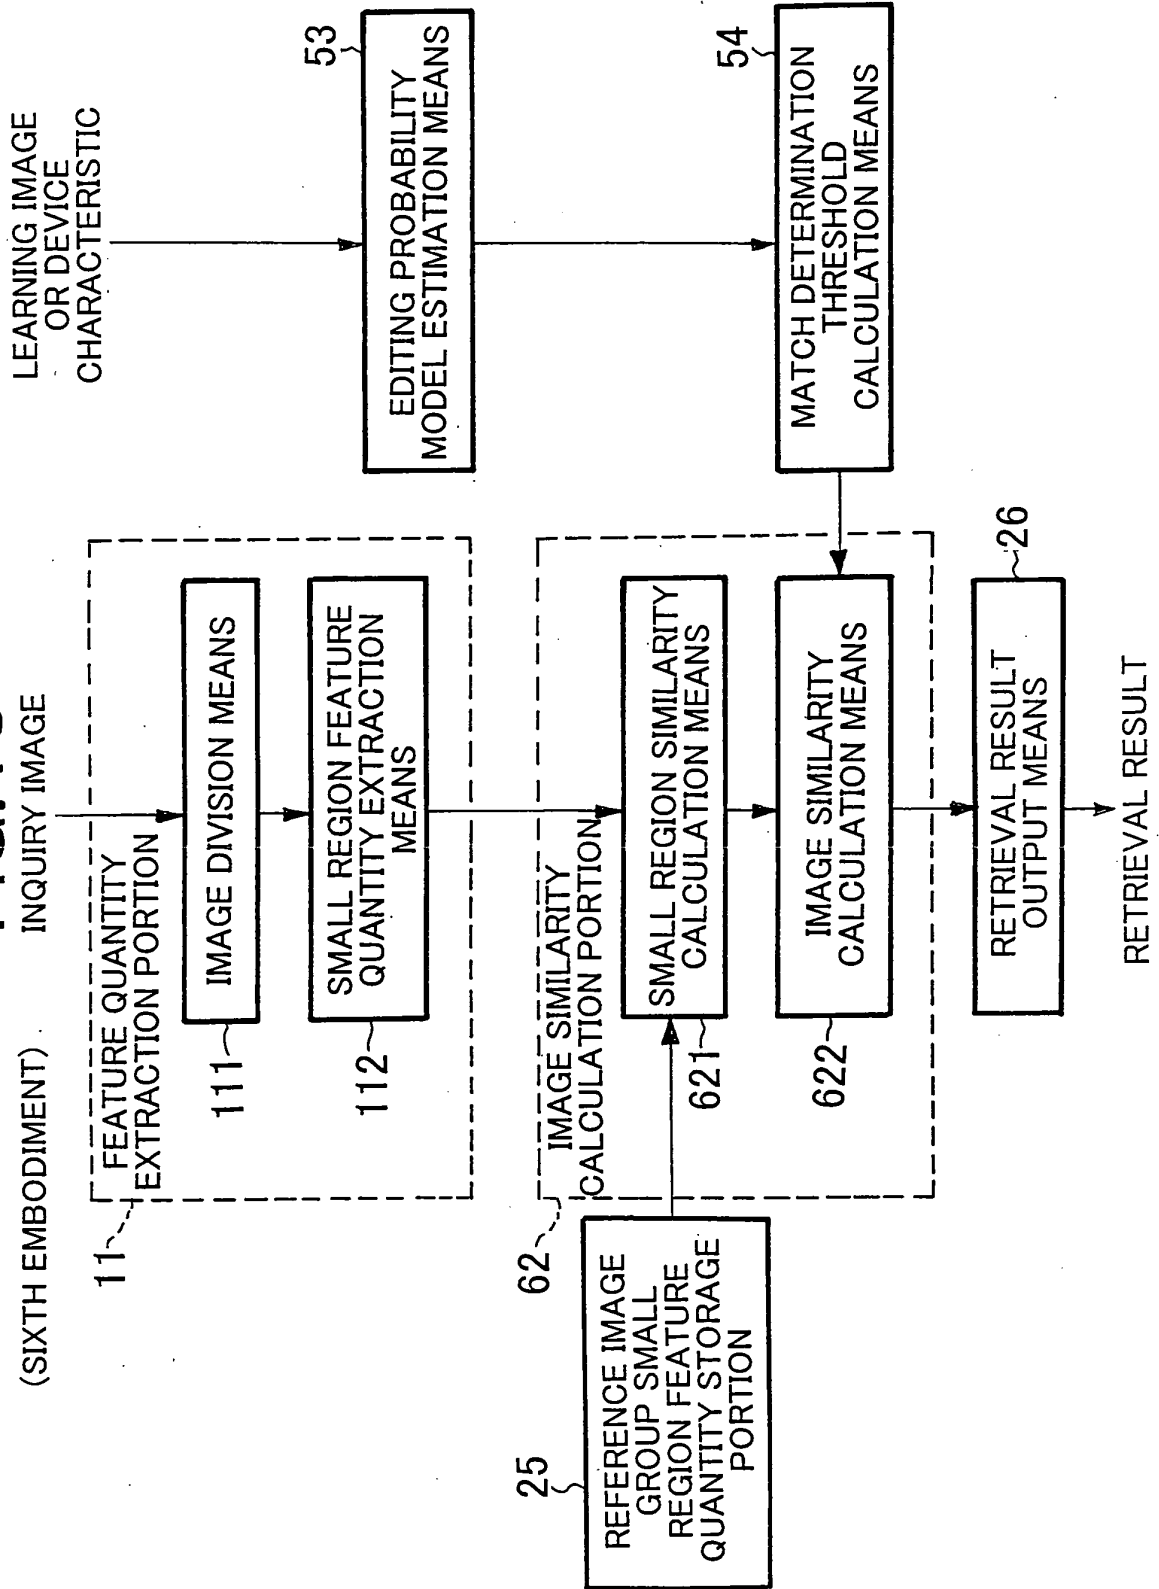 (SIXTH EMBODIMENT)
INQUIRY IMAGE
LEARNING IMAGE
OR DEVICE
CHARACTERISTIC
11
FEATURE QUANTITY
EXTRACTION PORTION
111
IMAGE DIVISION MEANS
112
SMALL REGION FEATURE
QUANTITY EXTRACTION
MEANS
53
EDITING PROBABILITY
MODEL ESTIMATION MEANS
62
IMAGE SIMILARITY
CALCULATION PORTION
25
REFERENCE IMAGE
GROUP SMALL
REGION FEATURE
QUANTITY STORAGE
PORTION
621
SMALL REGION SIMILARITY
CALCULATION MEANS
622
IMAGE SIMILARITY
CALCULATION MEANS
54
MATCH DETERMINATION
THRESHOLD
CALCULATION MEANS
26
RETRIEVAL RESULT
OUTPUT MEANS
RETRIEVAL RESULT